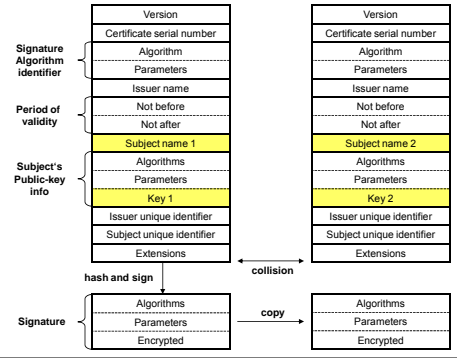 Version
Certificate serial number
Signature
Algorithm
identifier
Algorithm
Parameters
Issuer name
Period of
validity
Not before
Not after
Subject name 1
Subject's
Public-key
info
Algorithms
Parameters
Key 1
Issuer unique identifier
Subject unique identifier
Extensions
Version
Certificate serial number
Algorithm
Parameters
Issuer name
Not before
Not after
Subject name 2
Algorithms
Parameters
Key 2
Issuer unique identifier
Subject unique identifier
Extensions
collision
hash and sign
Signature
Algorithms
Parameters
Encrypted
copy
Algorithms
Parameters
Encrypted